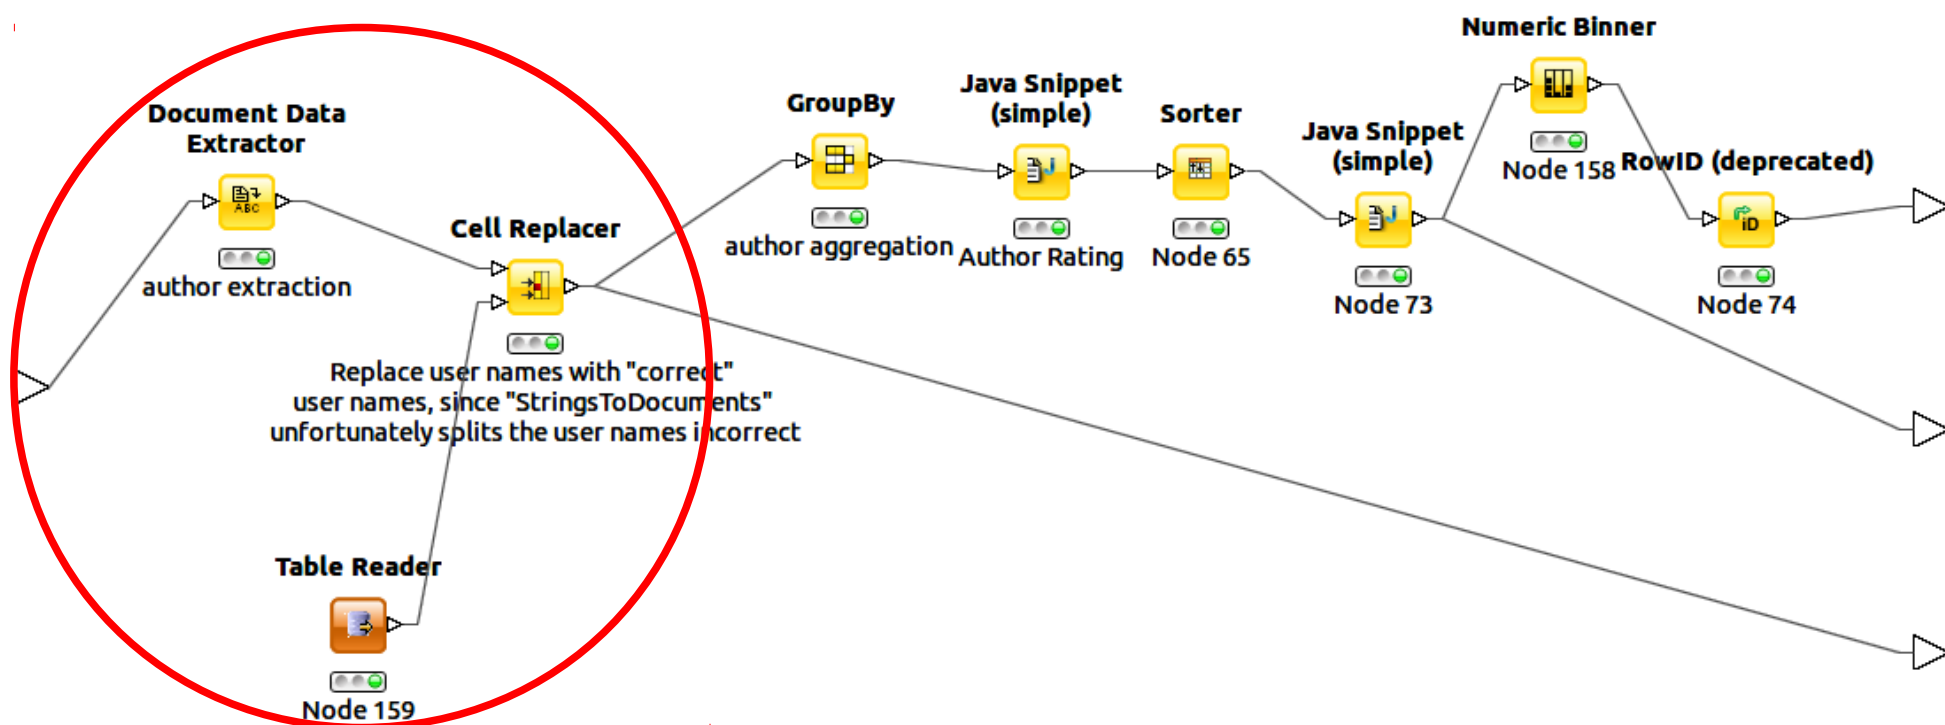 Document Data
Extractor
ABC
author extraction
Table Reader
Node 159
Cell Replacer
Replace user names with "correct"
user names, since "StringsToDocuments"
unfortunately splits the user names incorrect
GroupBy
author aggregation
Java Snippet
(simple)
Author Rating
Sorter
Node 65
Java Snippet
(simple)
Node 73
Numeric Binner
Node 158
RowID (deprecated)
iD
Node 74